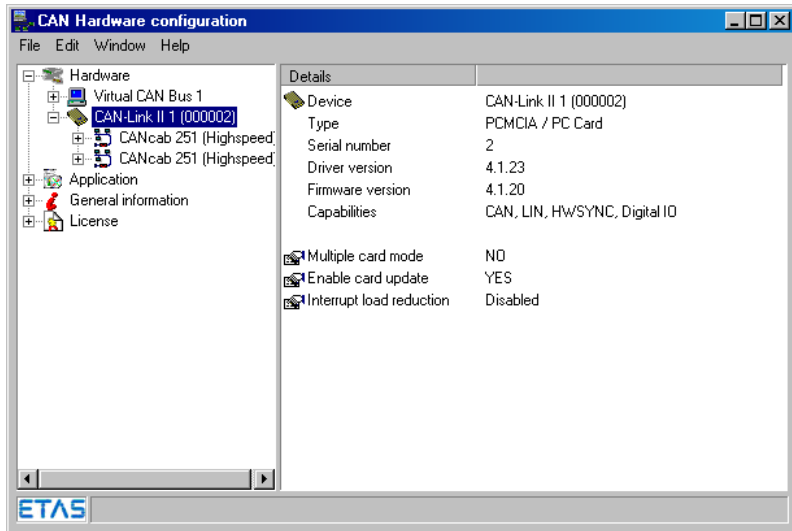 CAN Hardware configuration
File Edit Window Help
Hardware
Virtual CAN Bus 1
CAN-Link II 1 (000002)
CANcab 251 (Highspeed)
CANcab 251 (Highspeed)
Application
General information
License
Details
Device CAN-Link II 1 (000002)
Type PCMCIA / PC Card
Serial number 2
Driver version 4.1.23
Firmware version 4.1.20
Capabilities CAN, LIN, HWSYNC, Digital IO
Multiple card mode NO
Enable card update YES
Interrupt load reduction Disabled
ETAS